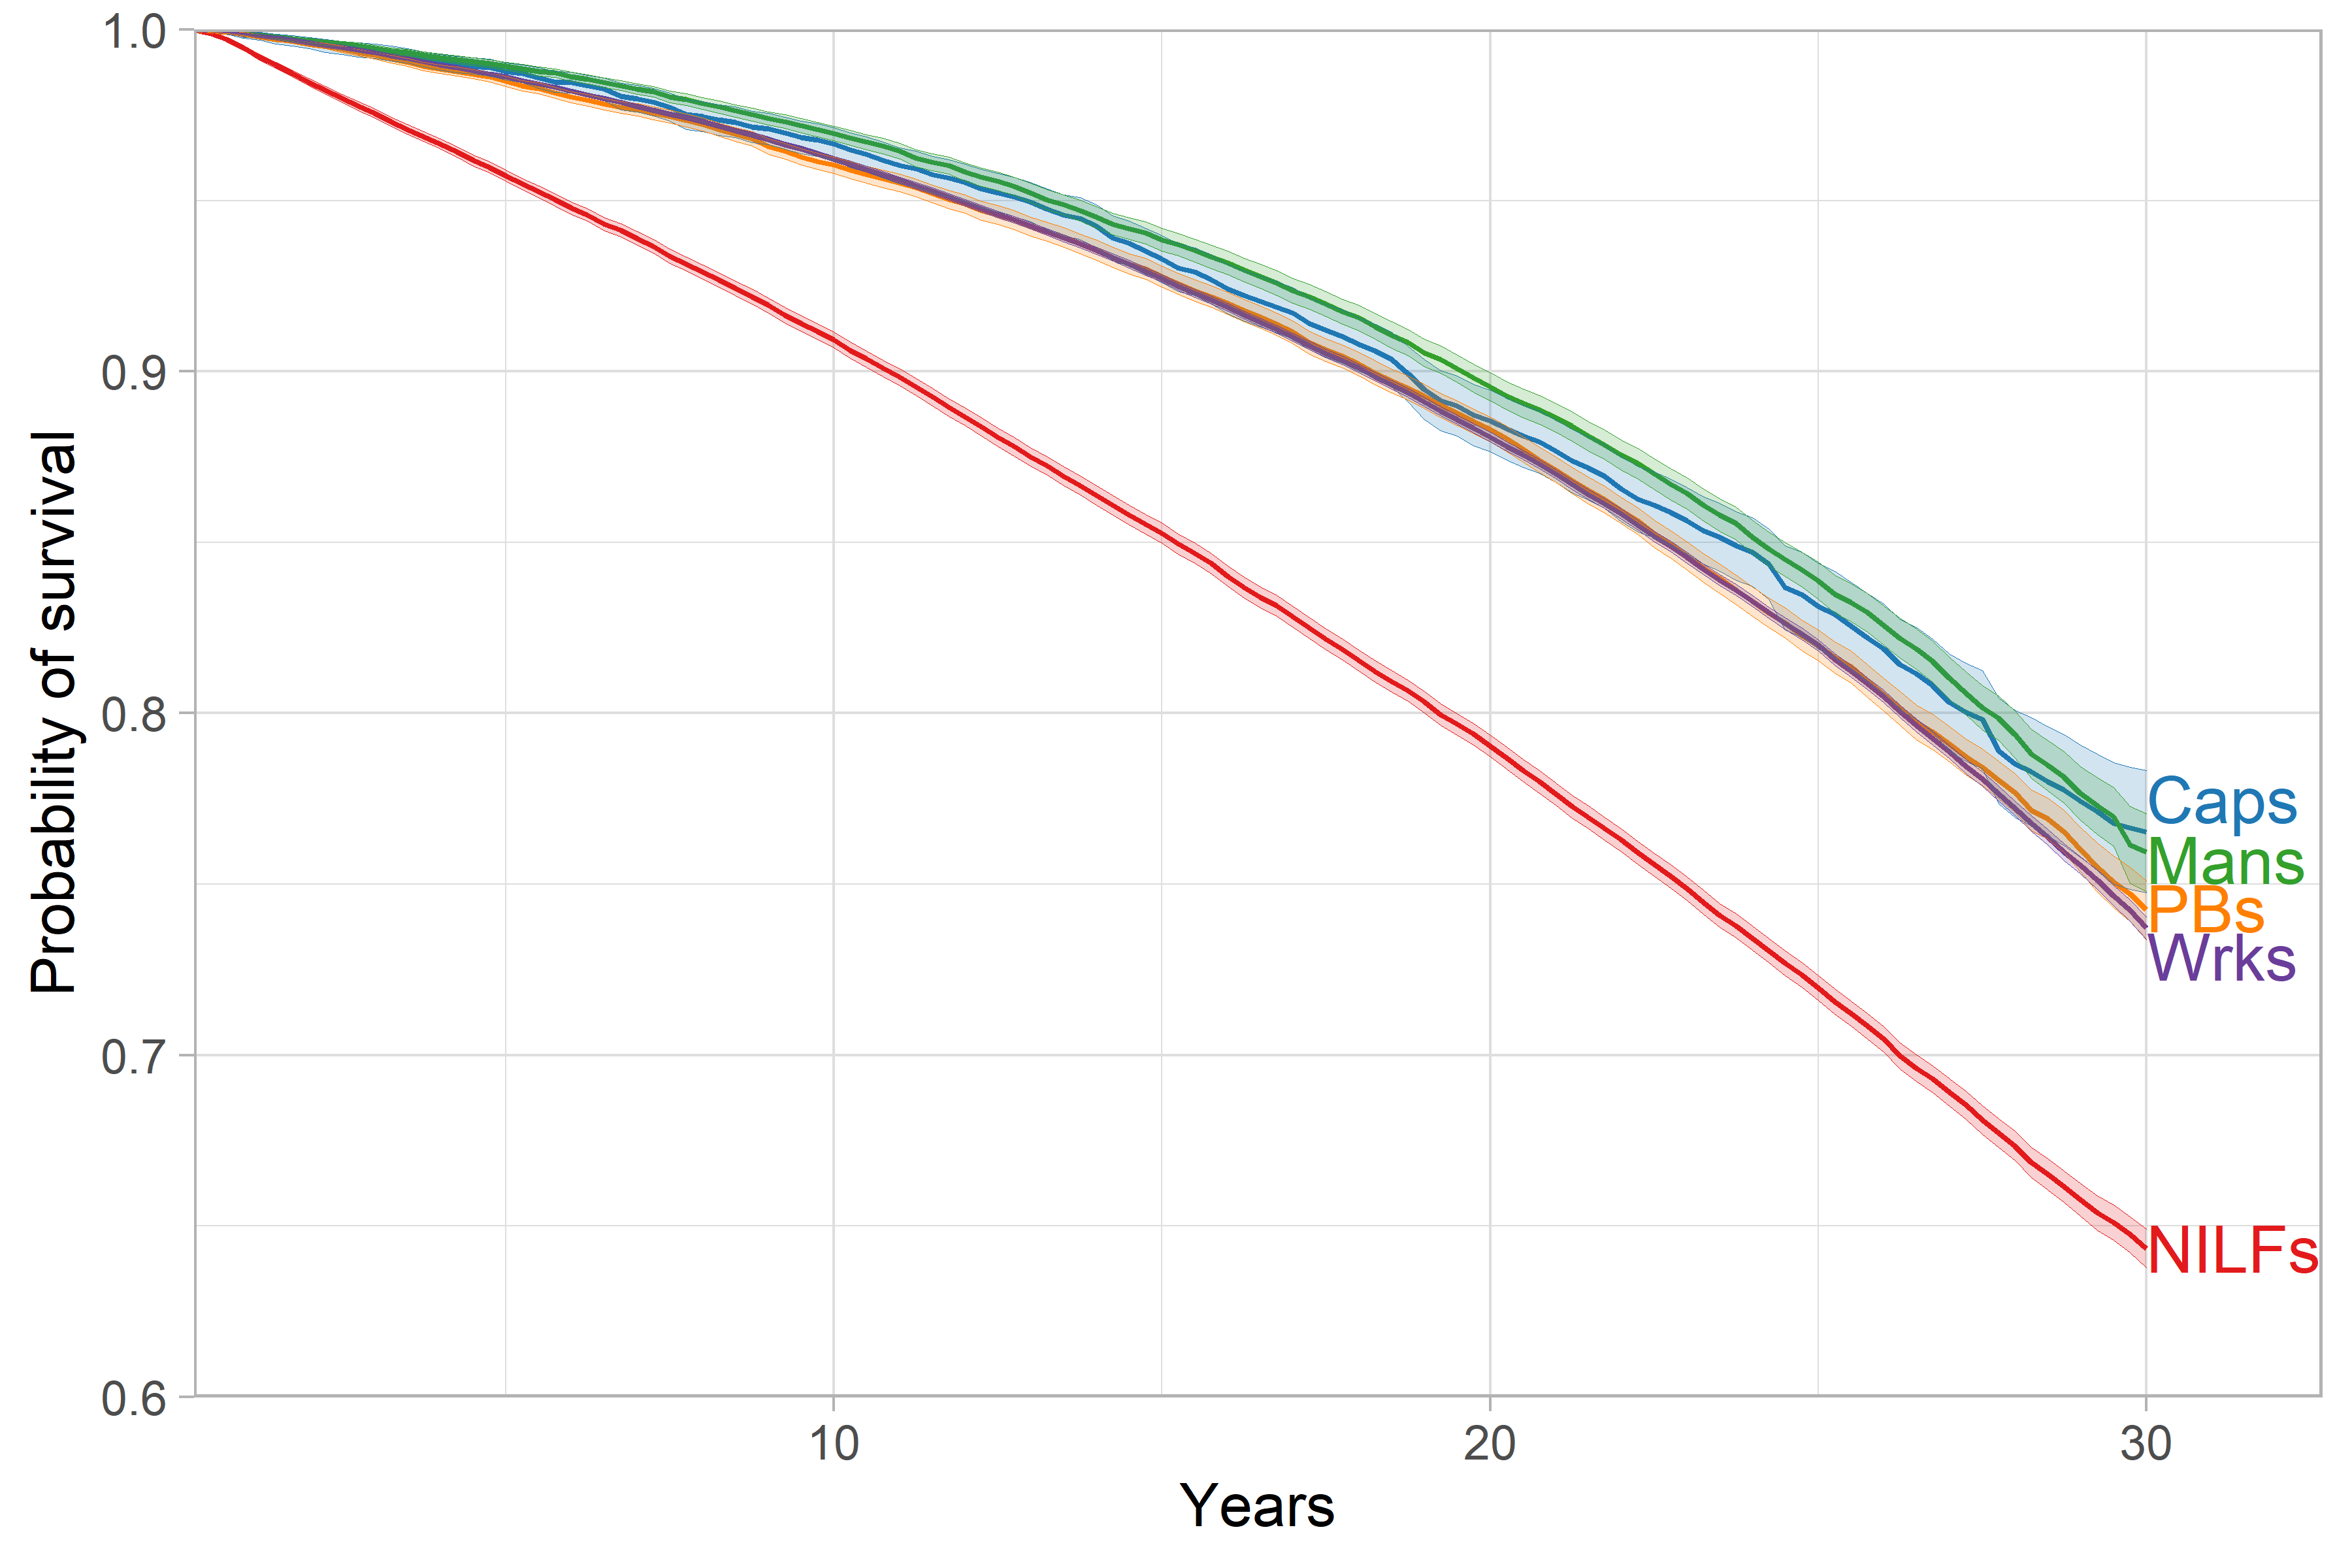 Probability of survival
1.0
0.9
0.8
0.7
0.6
Caps
Mans
PBs
Wrks
NILFs
10
20
30
Years